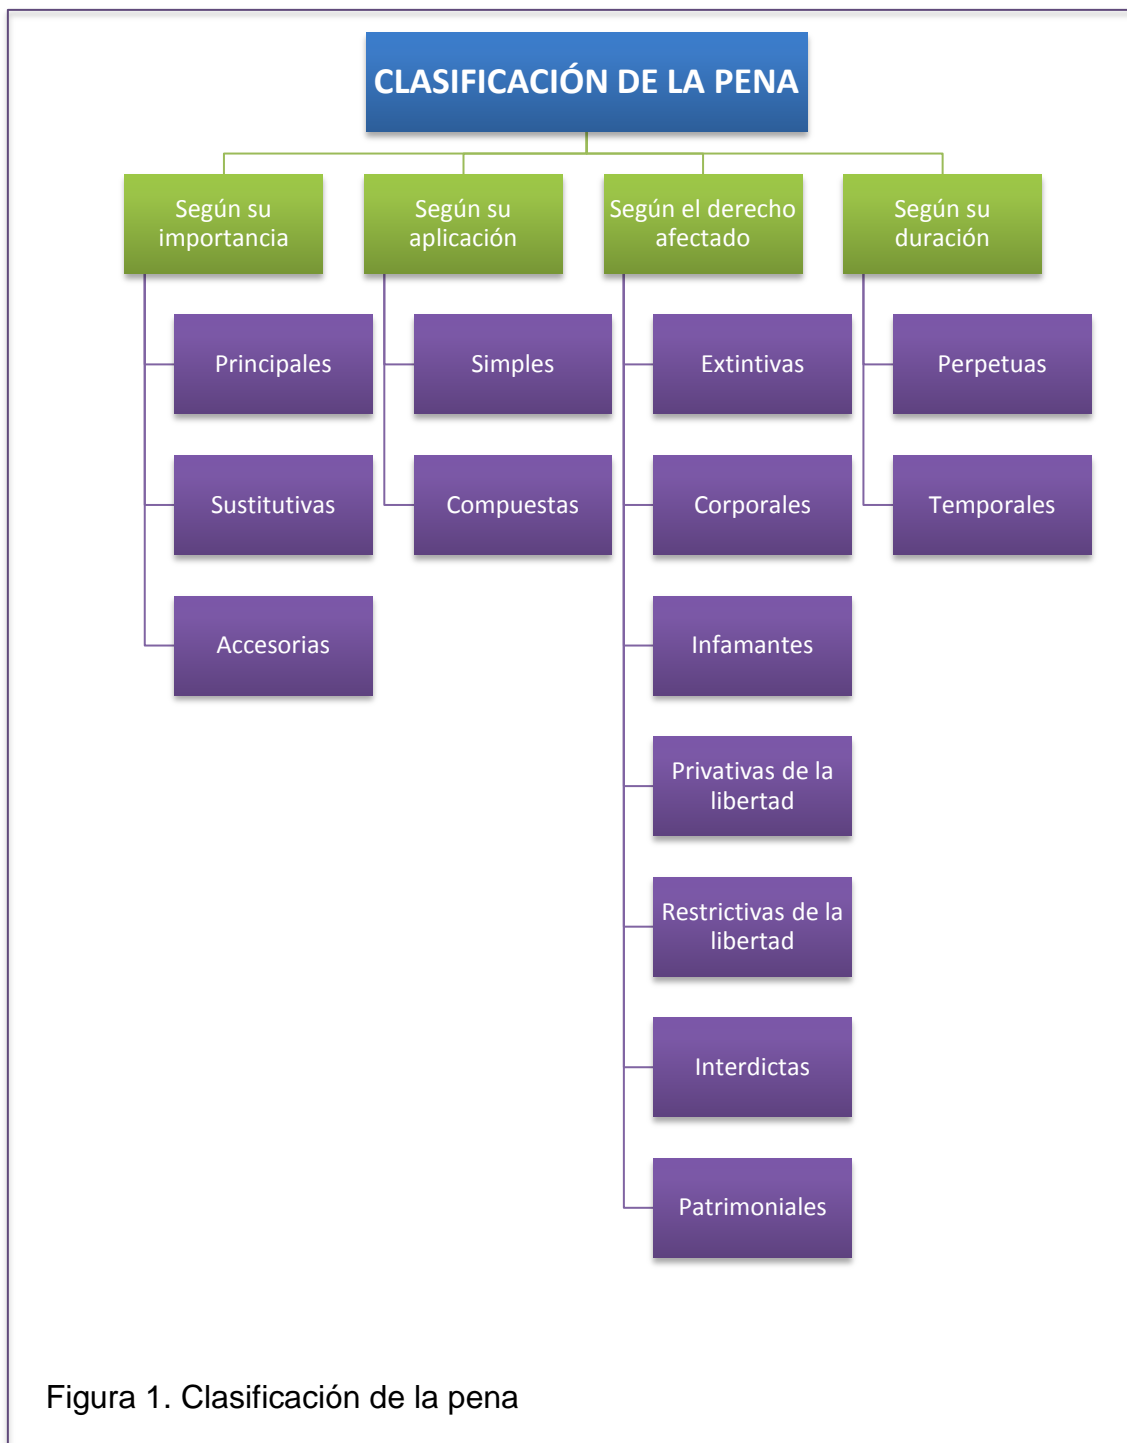 CLASIFICACIÓN DE LA PENA
Según su
importancia
Principales
Sustitutivas
Accesorias
Según su
aplicación
Simples
Compuestas
Según el derecho
afectado
Extintivas
Corporales
Infamantes
Privativas de la
libertad
Restrictivas de la
libertad
Interdictas
Patrimoniales
Según su
duración
Perpetuas
Temporales
Figura 1. Clasificación de la pena